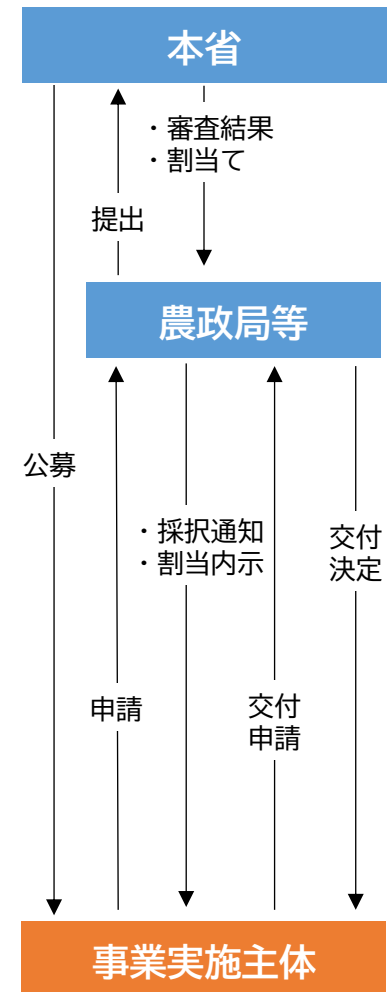 本省
・審査結果
・割当て
提出
農政局等
公募
・採択通知
・割当内示
交付
決定
申請
交付
申請
事業実施主体